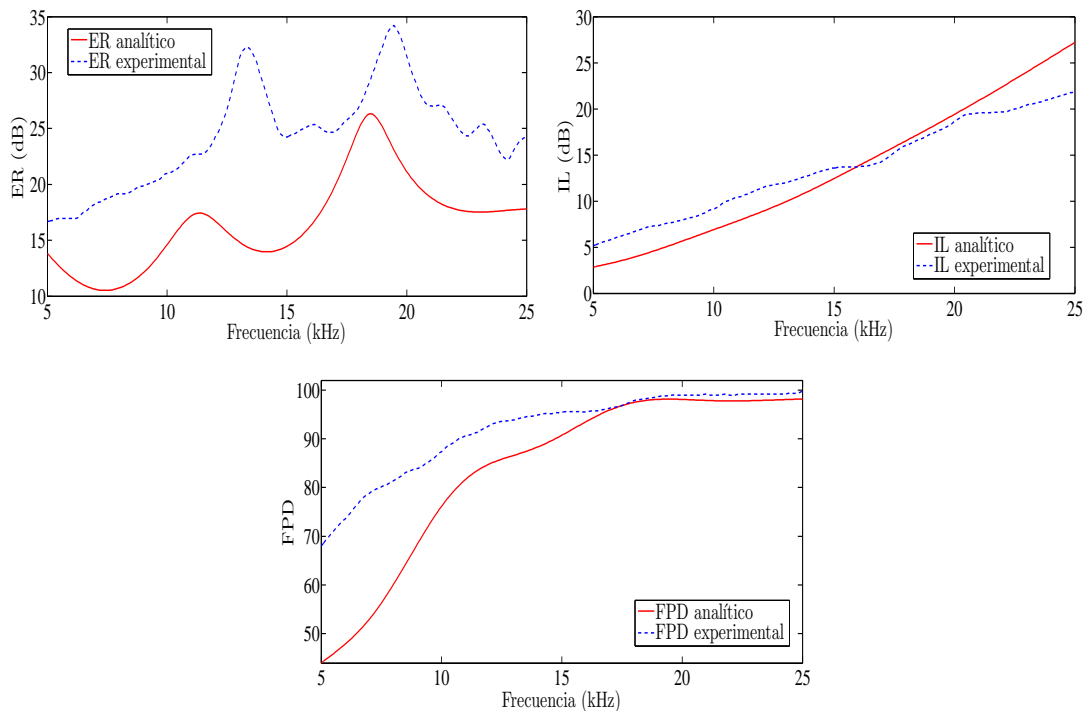 35
30
25
20
15
10
ER (dB)
ER analítico
ER experimental
5 10 15 20 25
Frecuencia (kHz)
30
25
20
15
10
5
0
IL (dB)
IL analítico
IL experimental
5 10 15 20 25
Frecuencia (kHz)
100
90
80
70
60
50
FPD
FPD analítico
FPD experimental
5 10 15 20 25
Frecuencia (kHz)